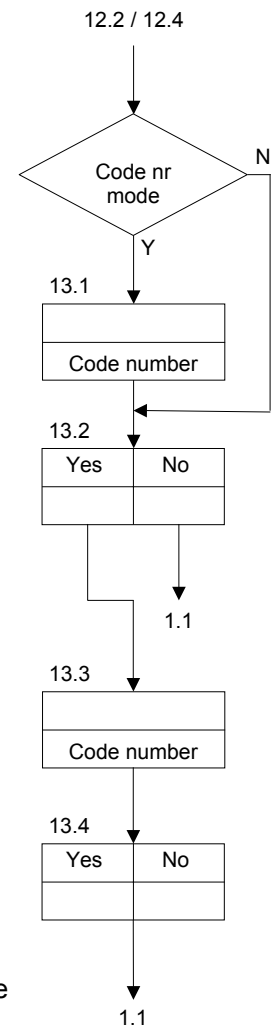 12.2 / 12.4
Code nr
mode
N
Y
13.1
Code number
13.2
Yes No
1.1
13.3
Code number
13.4
Yes No
e
1.1